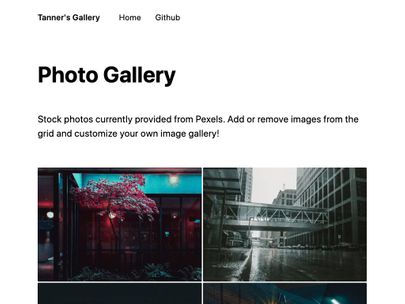 Tanner's Gallery Home Github
Photo Gallery
Stock photos currently provided from Pexels. Add or remove images from the
grid and customize your own image gallery!